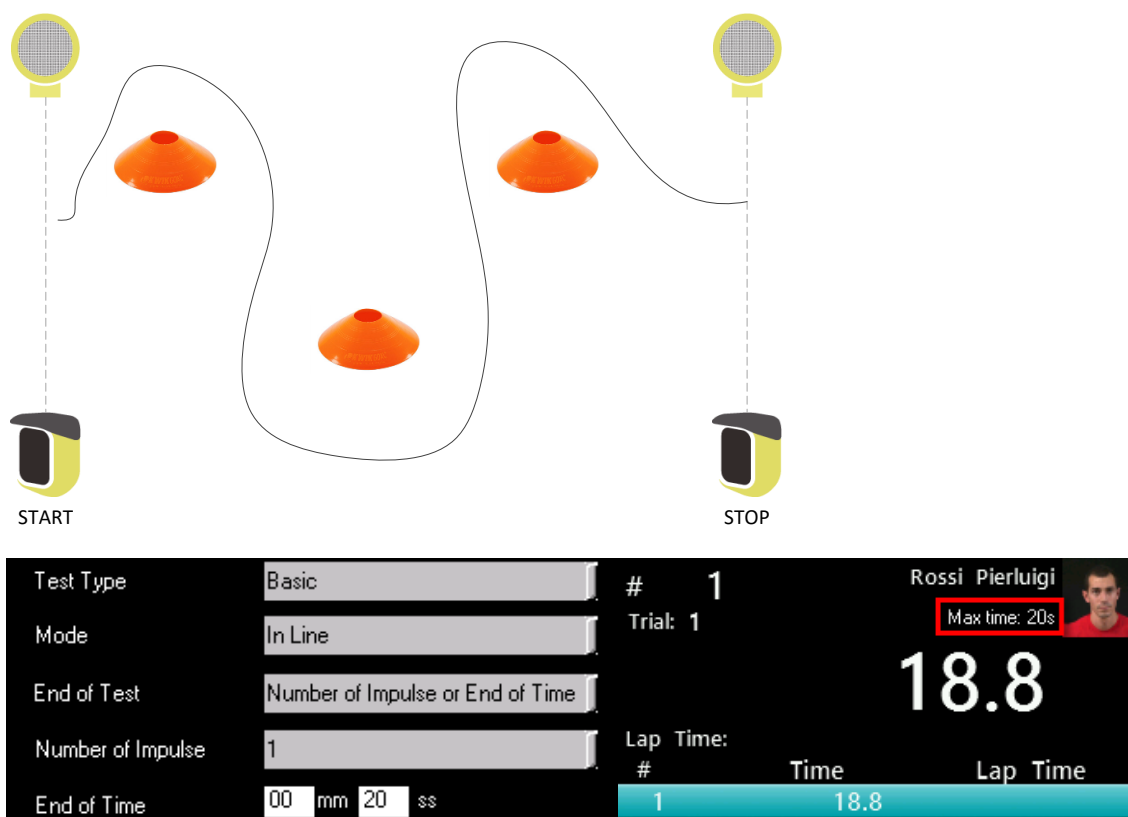 START
STOP
Test Type Basic
Mode In Line
End of Test Number of Impulse or End of Time
Number of Impulse 1
End of Time 00 mm 20 ss
# 1 Rossi Pierluigi
Trial: 1 Max time: 20s
18.8
Lap Time:
# Time Lap Time
1 18.8